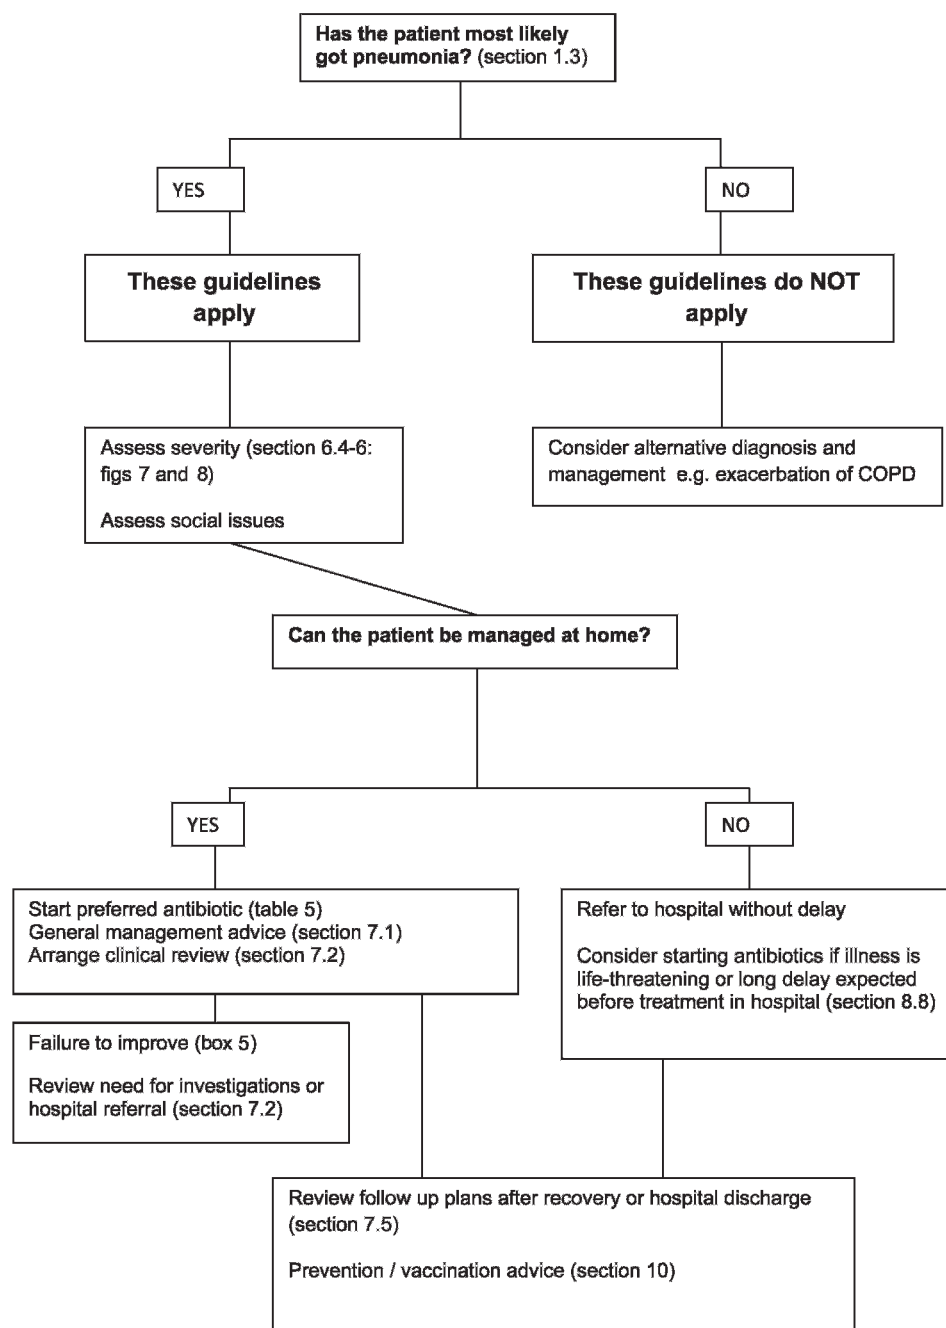 Has the patient most likely
got pneumonia? (section 1.3)
YES
NO
These guidelines
apply
These guidelines do NOT
apply
Assess severity (section 6.4-6:
figs 7 and 8)
Assess social issues
Consider alternative diagnosis and
management e.g. exacerbation of COPD
Can the patient be managed at home?
YES
NO
Start preferred antibiotic (table 5)
General management advice (section 7.1)
Arrange clinical review (section 7.2)
Refer to hospital without delay
Consider starting antibiotics if illness is
life-threatening or long delay expected
before treatment in hospital (section 8.8)
Failure to improve (box 5)
Review need for investigations or
hospital referral (section 7.2)
Review follow up plans after recovery or hospital discharge
(section 7.5)
Prevention / vaccination advice (section 10)